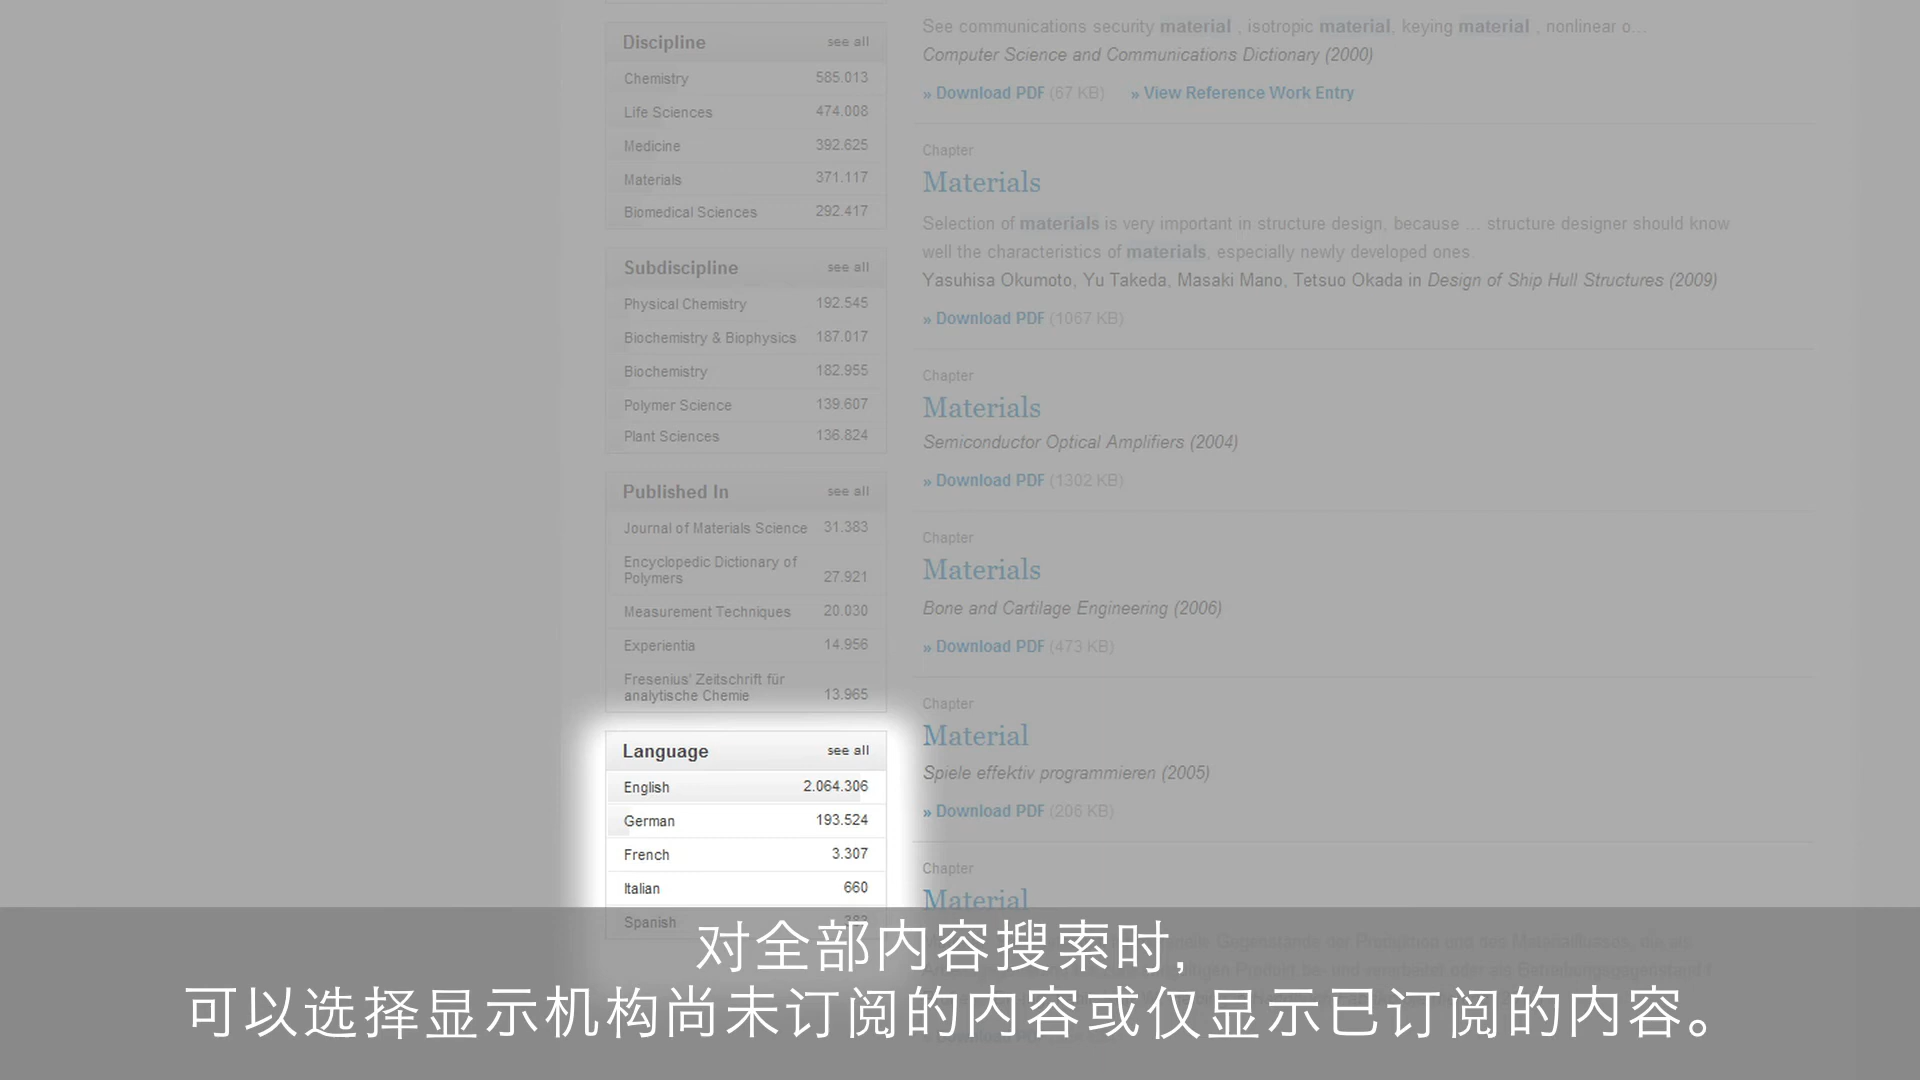 Discipline see all
Chemistry 585.013
Life Sciences 474.008
Medicine 392.625
Materials 371.117
Biomedical Sciences 292.417
Subdiscipline see all
Physical Chemistry 192.545
Biochemistry & Biophysics 187.017
Biochemistry 182.955
Polymer Science 139.607
Plant Sciences 136.824
Published In see all
Journal of Materials Science 31.383
Encyclopedic Dictionary of
Polymers 27.921
Measurement Techniques 20.030
Experientia 14.956
Fresenius' Zeitschrift für
analytische Chemie 13.965
Language see all
English 2.064.306
German 193.524
French 3.307
Italian 660
Spanish 383
See communications security material , isotropic material, keying material , nonlinear o...
Computer Science and Communications Dictionary (2000)
» Download PDF (67 KB) » View Reference Work Entry
Chapter
Materials
Selection of materials is very important in structure design, because ... structure designer should know
well the characteristics of materials, especially newly developed ones.
Yasuhisa Okumoto, Yu Takeda, Masaki Mano, Tetsuo Okada in Design of Ship Hull Structures (2009)
» Download PDF (1067 KB)
Chapter
Materials
Semiconductor Optical Amplifiers (2004)
» Download PDF (1302 KB)
Chapter
Materials
Bone and Cartilage Engineering (2006)
» Download PDF (473 KB)
Chapter
Material
Spiele effektiv programmieren (2005)
» Download PDF (206 KB)
Chapter
Material
对全部内容搜索时,
可以选择显示机构尚未订阅的内容或仅显示已订阅的内容。